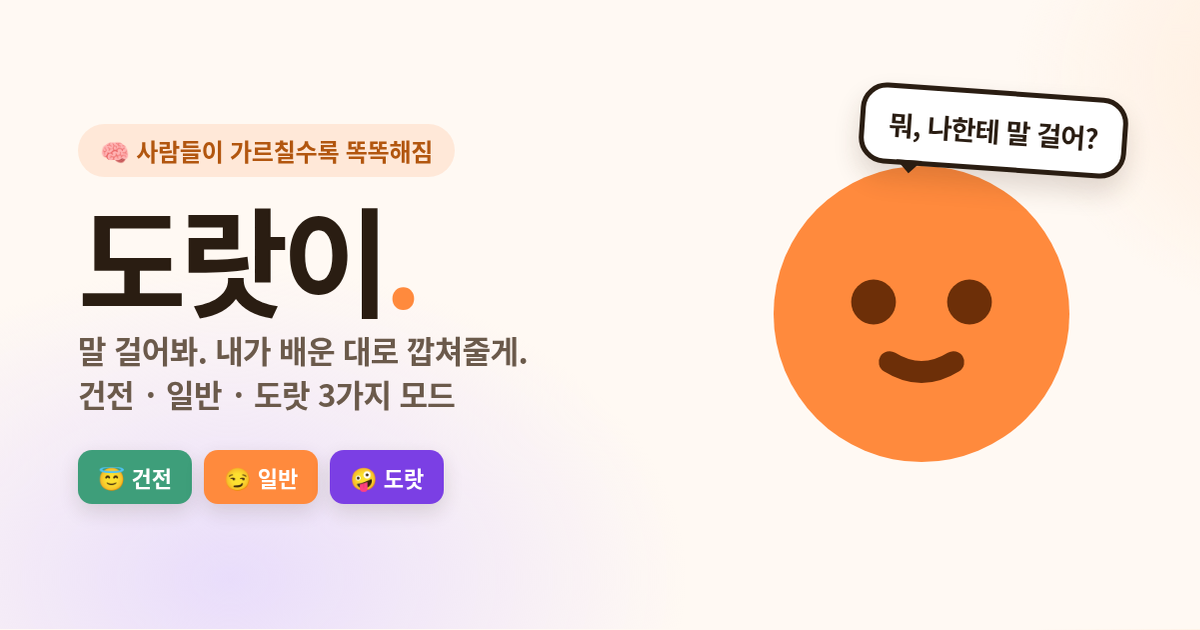 🧠 사람들이 가르칠수록 똑똑해짐
도랏이.
말 걸어봐. 내가 배운 대로 깝쳐줄게.
건전 · 일반 · 도랏 3가지 모드
😇 건전
😏 일반
🤪 도랏
뭐, 나한테 말 걸어?